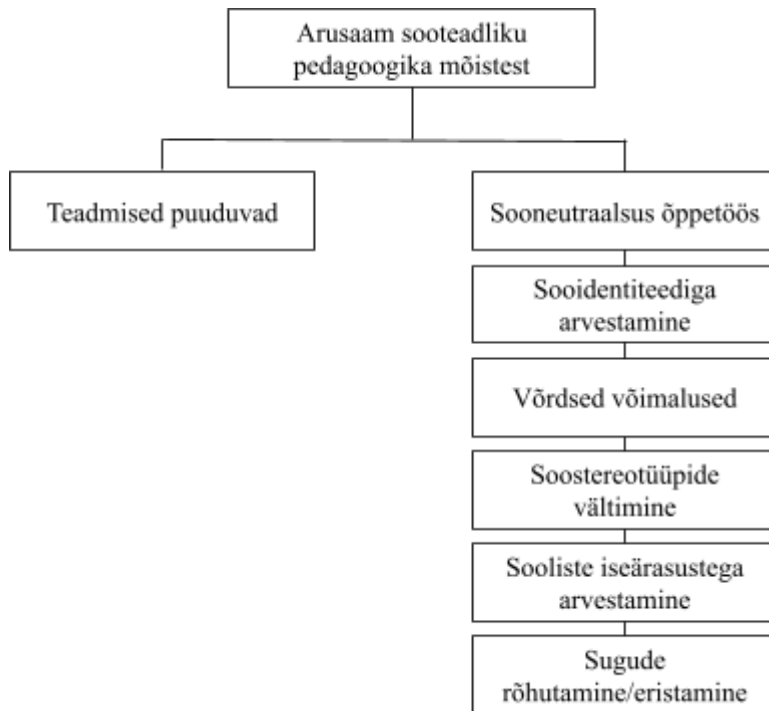 Arusaam sooteadliku
pedagoogika mõistest
Teadmised puuduvad
Sooneutraalsus õppetöös
Sooidentiteediga
arvestamine
Võrdsed võimalused
Soostereotüüpide
vältimine
Sooliste iseärasustega
arvestamine
Sugude
rõhutamine/eristamine